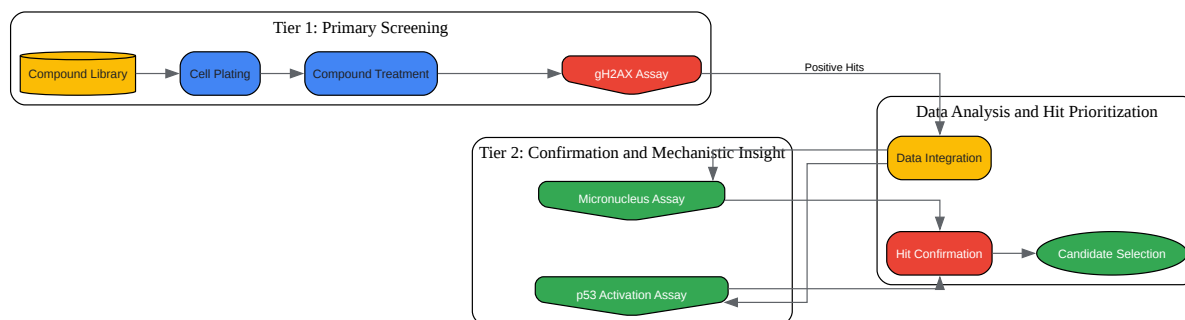 Tier 1: Primary Screening
Compound Library
Cell Plating
Compound Treatment
gH2AX Assay
Positive Hits
Data Analysis and Hit Prioritization
Tier 2: Confirmation and Mechanistic Insight
Data Integration
Micronucleus Assay
Hit Confirmation
Candidate Selection
p53 Activation Assay